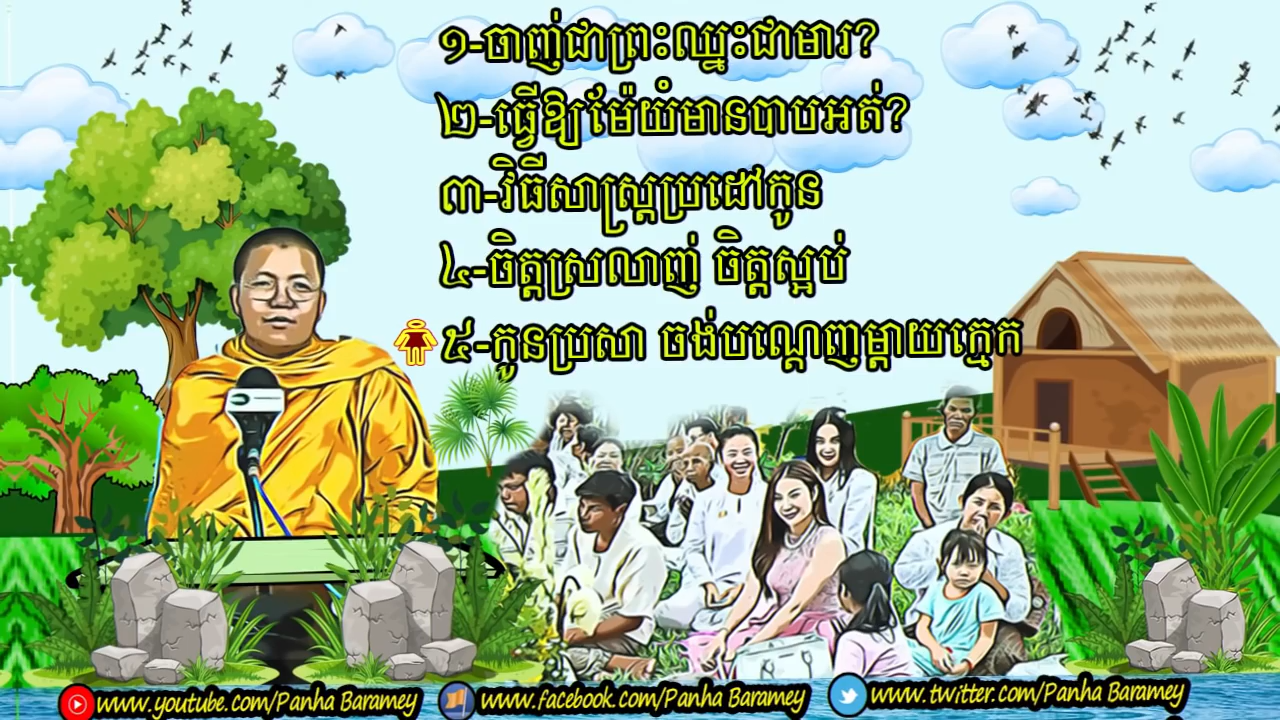 ១-ចាញ់ជាព្រះឈ្នះជាមារ?
២-ធ្វើឱ្យម៉ែយំមានបាបអត់?
៣-វិធីសាស្ត្រប្រដៅកូន
៤-ចិត្តស្រលាញ់ ចិត្តស្អប់
៥-កូនប្រសា ចង់បណ្តេញម្តាយក្មេក
www.youtube.com/Panha Baramey www.facebook.com/Panha Baramey www.twitter.com/Panha Baramey